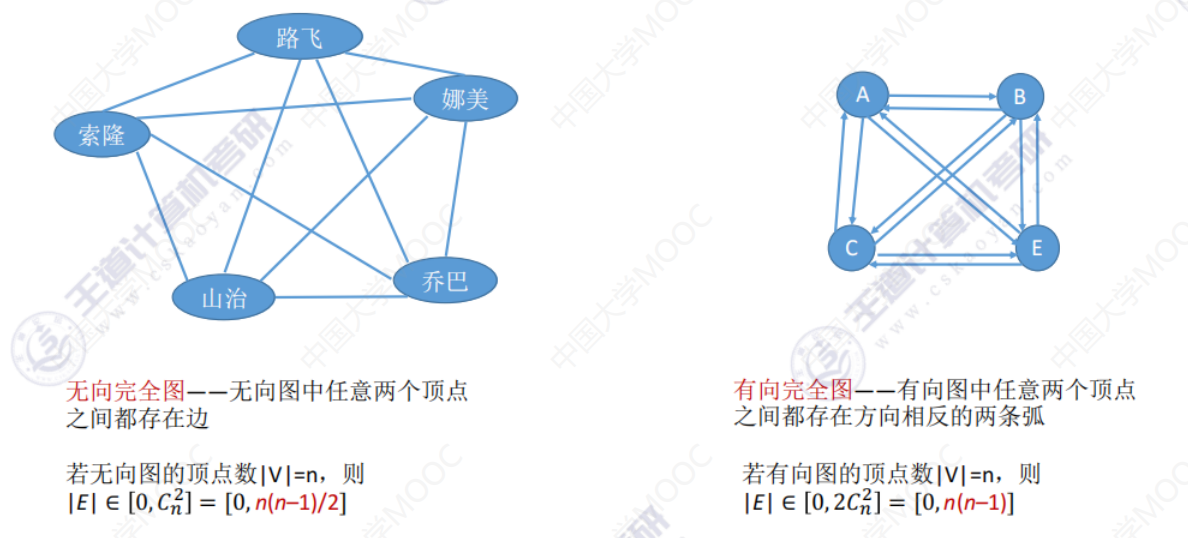 路飞
娜美
索隆
山治
乔巴
A
B
C
E
无向完全图——无向图中任意两个顶点
之间都存在边
若无向图的顶点数|V|=n，则
|E| ∈ [0, C_n^2] = [0, n(n–1)/2]
有向完全图——有向图中任意两个顶点
之间都存在方向相反的两条弧
若有向图的顶点数|V|=n，则
|E| ∈ [0, 2C_n^2] = [0, n(n–1)]
中国大学MOOC
王道计算机考研
www.cskaoyan.com